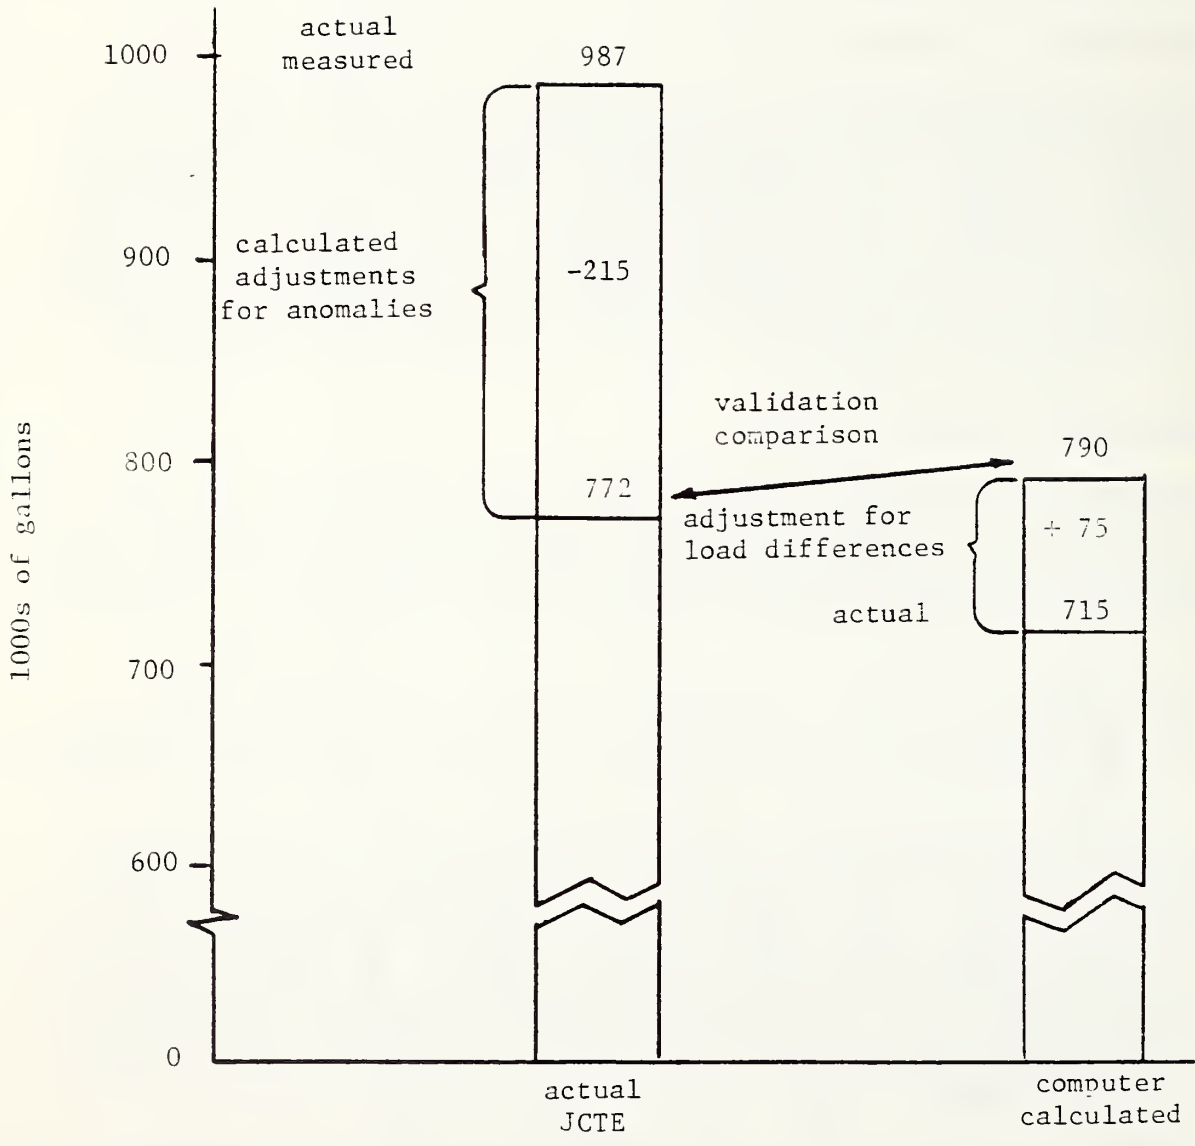 actual
measured
1000
987
calculated
adjustments
for anomalies
900
-215
validation
comparison
790
800
772
adjustment for
load differences
+ 75
actual
715
700
600
0
1000s of gallons
actual
JCTE
computer
calculated